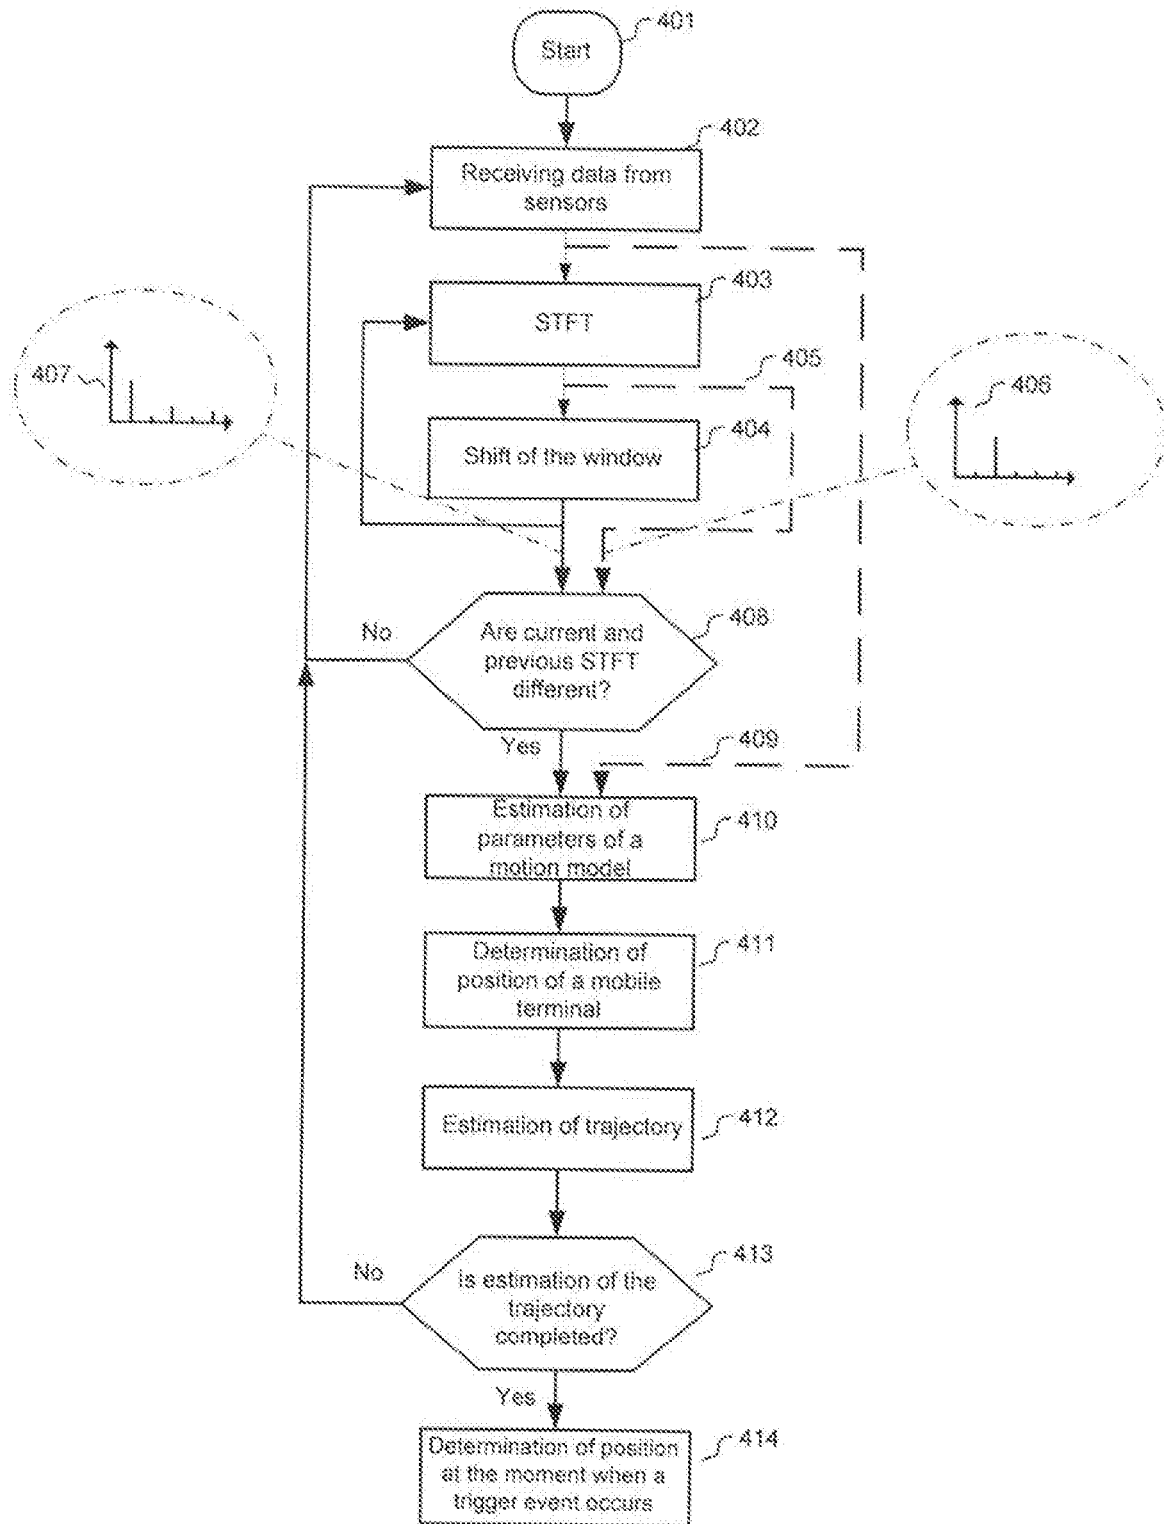 Start
401
Receiving data from
sensors
402
STFT
403
405
Shift of the window
404
407
406
Are current and
previous STFT
different?
408
No
Yes
409
Estimation of
parameters of a
motion model
410
Determination of
position of a mobile
terminal
411
Estimation of trajectory
412
Is estimation of the
trajectory
completed?
413
No
Yes
Determination of position
at the moment when a
trigger event occurs
414